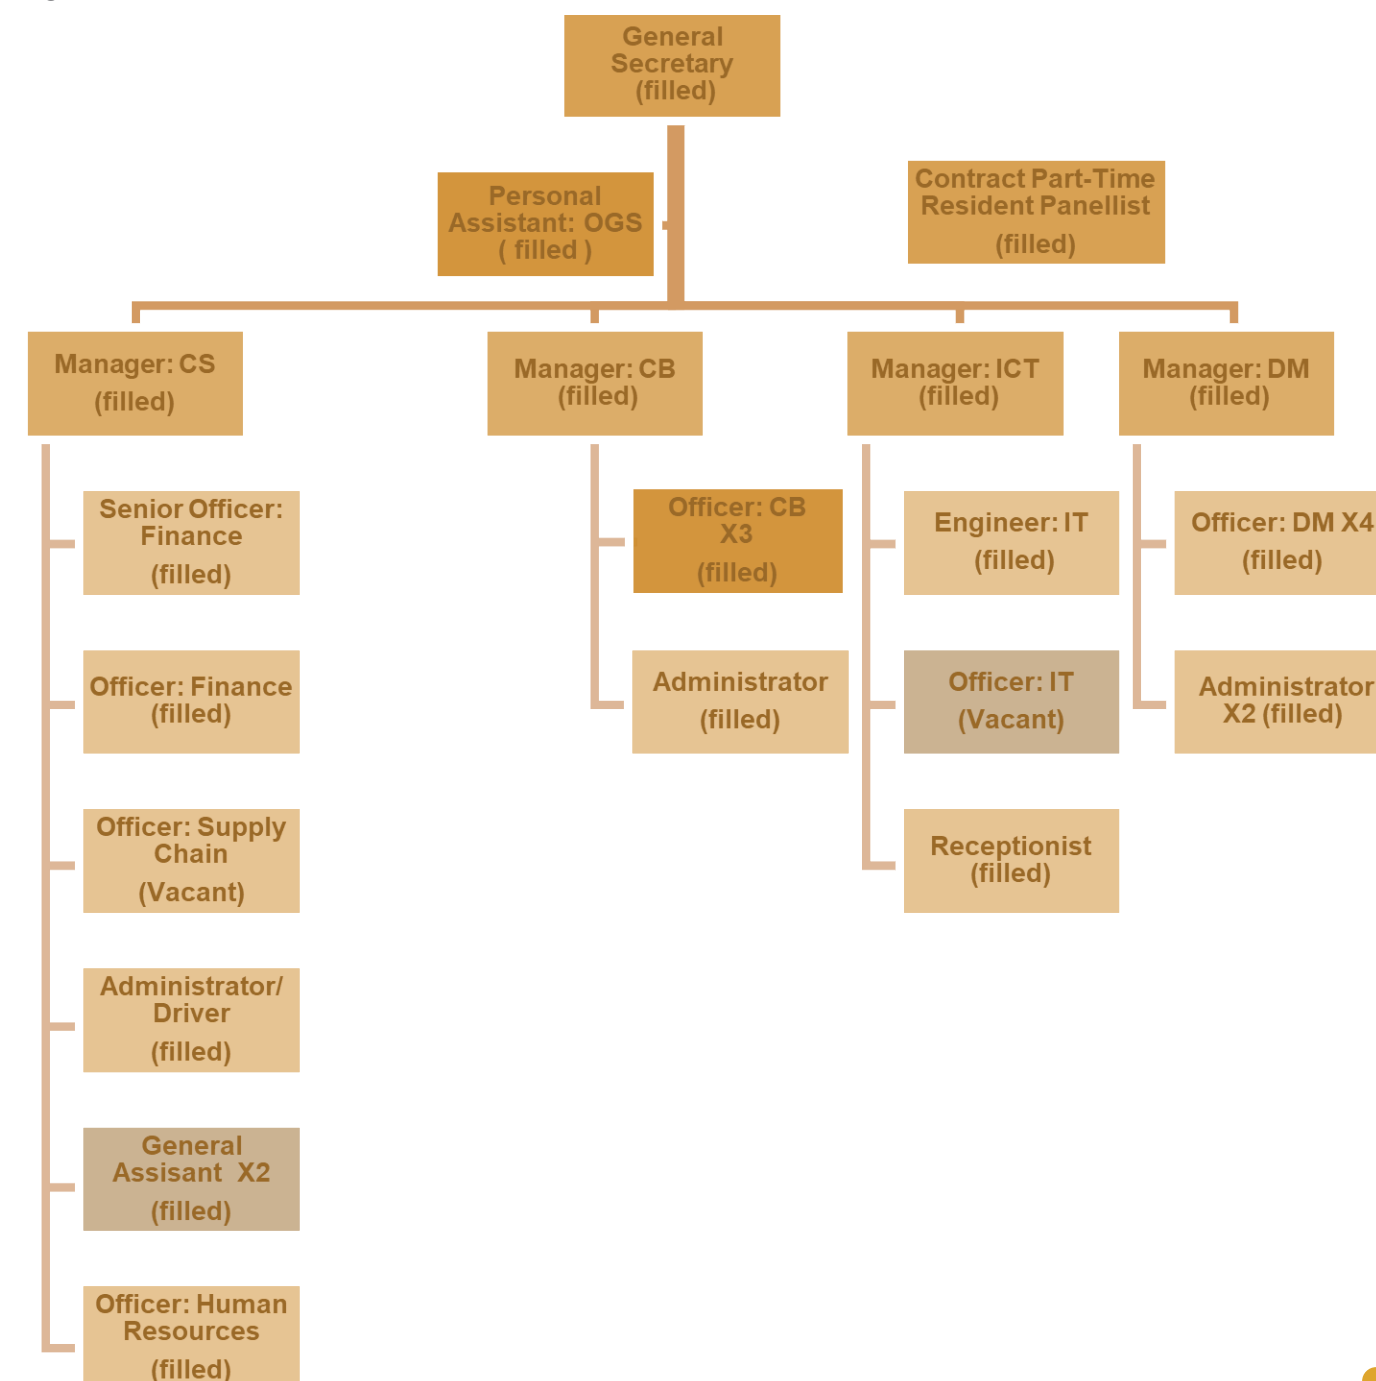 General
Secretary
(filled)
Personal
Assistant: OGS
( filled )
Contract Part-Time
Resident Panellist
(filled)
Manager: CS
(filled)
Manager: CB
(filled)
Manager: ICT
(filled)
Manager: DM
(filled)
Senior Officer:
Finance
(filled)
Officer: Finance
(filled)
Officer: Supply
Chain
(Vacant)
Administrator/
Driver
(filled)
General
Assisant X2
(filled)
Officer: Human
Resources
(filled)
Officer: CB
X3
(filled)
Administrator
(filled)
Engineer: IT
(filled)
Officer: IT
(Vacant)
Receptionist
(filled)
Officer: DM X4
(filled)
Administrator
X2 (filled)